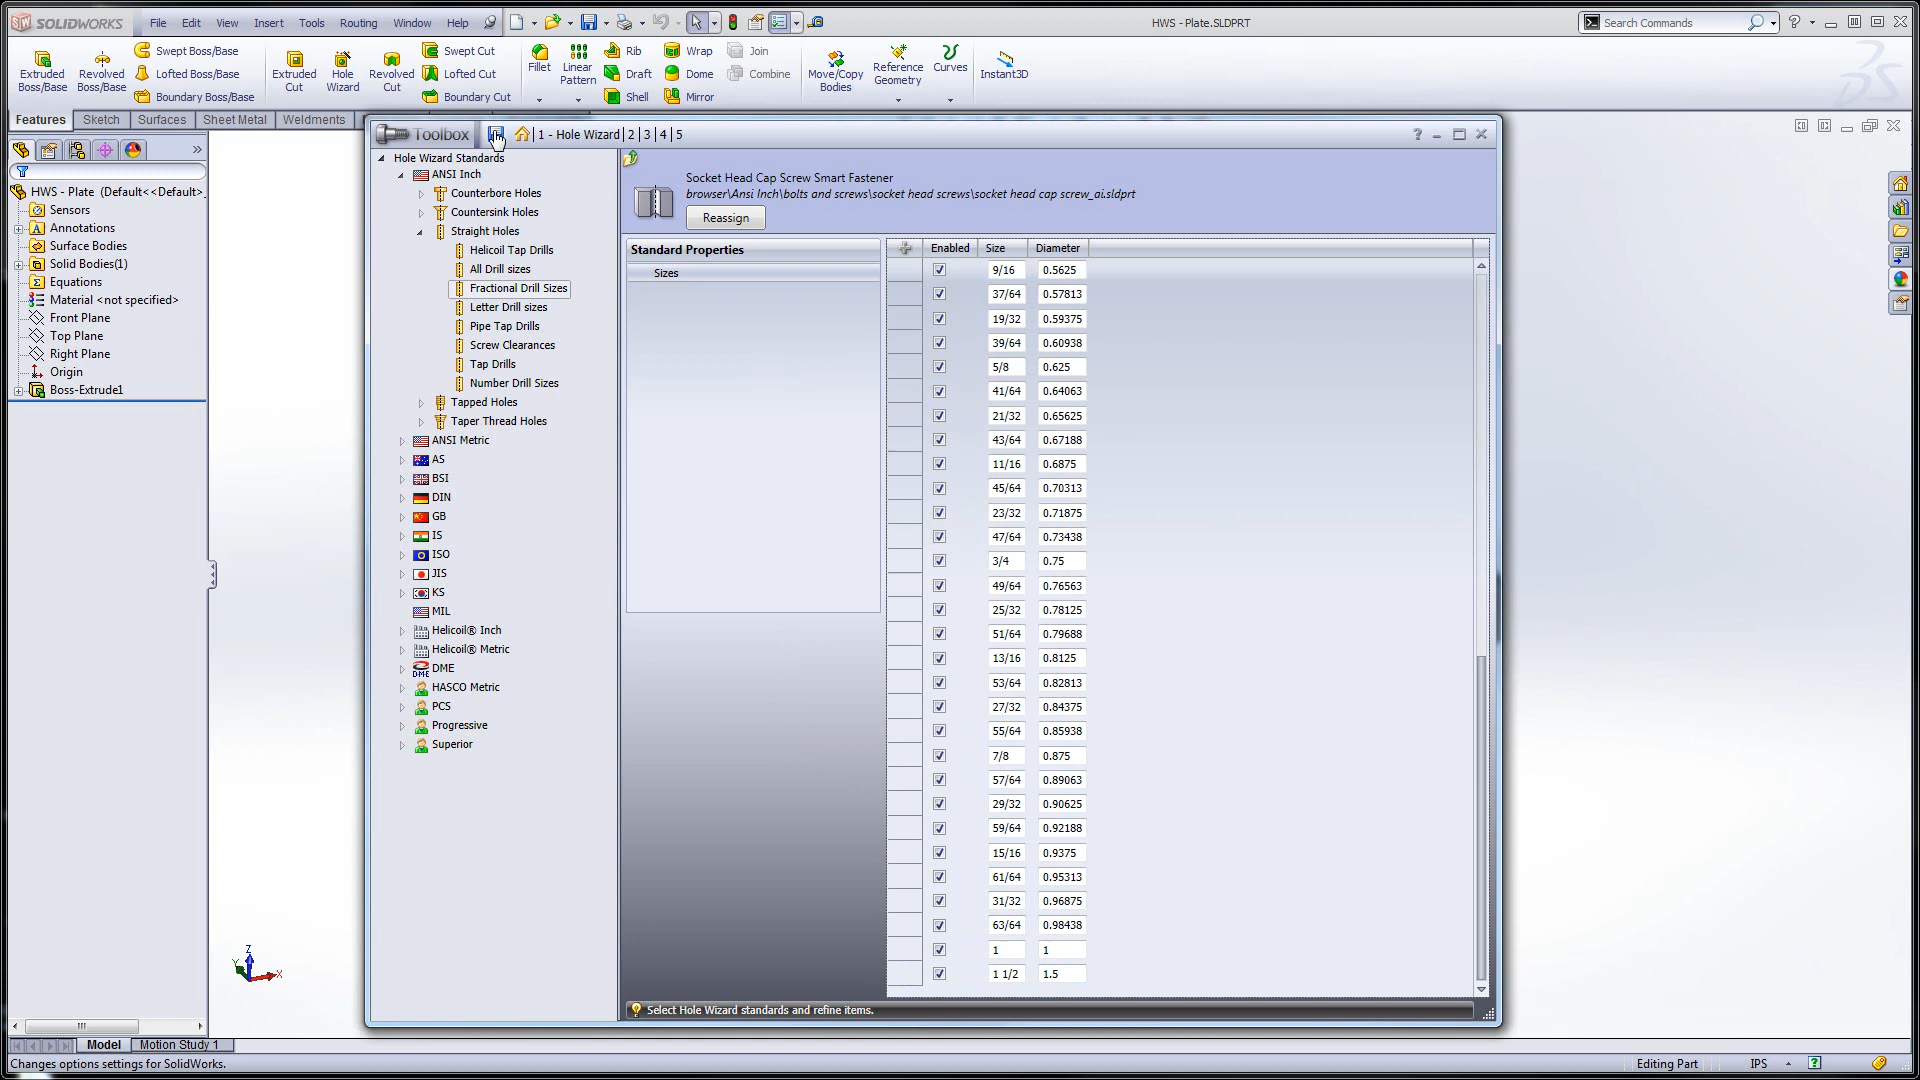 SOLIDWORKS File Edit View Insert Tools Routing Window Help HWS - Plate.SLDPRT Search Commands
Extruded Boss/Base
Revolved Boss/Base
Swept Boss/Base
Lofted Boss/Base
Boundary Boss/Base
Extruded Cut
Hole Wizard
Revolved Cut
Swept Cut
Lofted Cut
Boundary Cut
Fillet
Linear Pattern
Rib
Draft
Shell
Wrap
Dome
Mirror
Join
Combine
Move/Copy Bodies
Reference Geometry
Curves
Instant3D
Features Sketch Surfaces Sheet Metal Weldments
HWS - Plate (Default<<Default>
Sensors
Annotations
Surface Bodies
Solid Bodies(1)
Equations
Material <not specified>
Front Plane
Top Plane
Right Plane
Origin
Boss-Extrude1
Toolbox 1 - Hole Wizard 2 3 4 5
Hole Wizard Standards
ANSI Inch
Counterbore Holes
Countersink Holes
Straight Holes
Helicoil Tap Drills
All Drill sizes
Fractional Drill Sizes
Letter Drill sizes
Pipe Tap Drills
Screw Clearances
Tap Drills
Number Drill Sizes
Tapped Holes
Taper Thread Holes
ANSI Metric
AS
BSI
DIN
GB
IS
ISO
JIS
KS
MIL
Helicoil® Inch
Helicoil® Metric
DME
HASCO Metric
PCS
Progressive
Superior
Socket Head Cap Screw Smart Fastener
browser\Ansi Inch\bolts and screws\socket head screws\socket head cap screw_ai.sldprt
Reassign
Standard Properties
Sizes
Enabled Size Diameter
9/16 0.5625
37/64 0.57813
19/32 0.59375
39/64 0.60938
5/8 0.625
41/64 0.64063
21/32 0.65625
43/64 0.67188
11/16 0.6875
45/64 0.70313
23/32 0.71875
47/64 0.73438
3/4 0.75
49/64 0.76563
25/32 0.78125
51/64 0.79688
13/16 0.8125
53/64 0.82813
27/32 0.84375
55/64 0.85938
7/8 0.875
57/64 0.89063
29/32 0.90625
59/64 0.92188
15/16 0.9375
61/64 0.95313
31/32 0.96875
63/64 0.98438
1 1
1 1/2 1.5
Select Hole Wizard standards and refine items.
Z
Y
X
Model Motion Study 1
Changes options settings for SolidWorks. Editing Part IPS